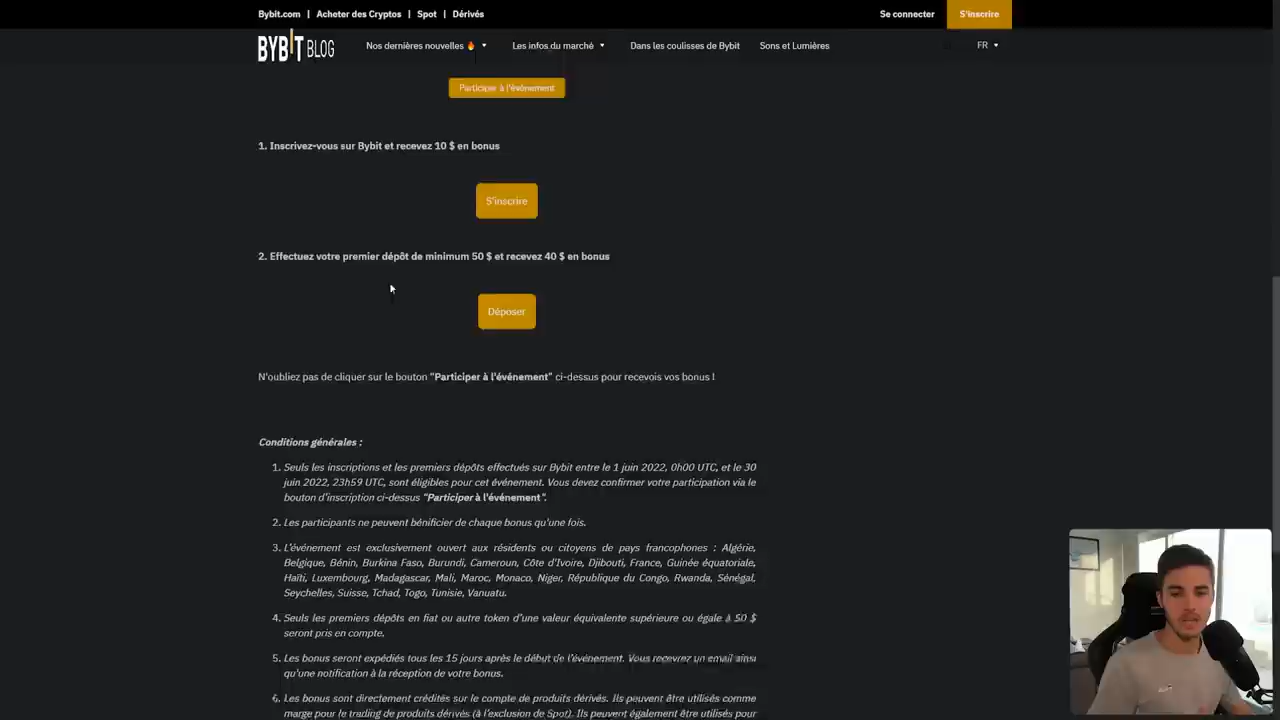 Bybit.com | Acheter des Cryptos | Spot | Dérivés
Se connecter
S'inscrire
BYBIT BLOG
Nos dernières nouvelles 🔥
Les infos du marché
Dans les coulisses de Bybit
Sons et Lumières
FR
Participer à l'évènement
1. Inscrivez-vous sur Bybit et recevez 10 $ en bonus
S'inscrire
2. Effectuez votre premier dépôt de minimum 50 $ et recevez 40 $ en bonus
Déposer
N'oubliez pas de cliquer sur le bouton "Participer à l'événement" ci-dessus pour recevois vos bonus !
Conditions générales :
1. Seuls les inscriptions et les premiers dépôts effectués sur Bybit entre le 1 juin 2022, 0h00 UTC, et le 30
juin 2022, 23h59 UTC, sont éligibles pour cet événement. Vous devez confirmer votre participation via le
bouton d'inscription ci-dessus "Participer à l'événement".
2. Les participants ne peuvent bénificier de chaque bonus qu'une fois.
3. L'événement est exclusivement ouvert aux résidents ou citoyens de pays francophones : Algérie,
Belgique, Bénin, Burkina Faso, Burundi, Cameroun, Côte d'Ivoire, Djibouti, France, Guinée équatoriale,
Haïti, Luxembourg, Madagascar, Mali, Maroc, Monaco, Niger, République du Congo, Rwanda, Sénégal,
Seychelles, Suisse, Tchad, Togo, Tunisie, Vanuatu.
4. Seuls les premiers dépôts en fiat ou autre token d'une valeur équivalente supérieure ou égale à 50 $
seront pris en compte.
5. Les bonus seront expédiés tous les 15 jours après le début de l'événement. Vous recevrez un email ainsi
qu'une notification à la réception de votre bonus.
6. Les bonus sont directement crédités sur le compte de produits dérivés. Ils peuvent être utilisés comme
marge pour le trading de produits dérivés (à l'exclusion de Spot). Ils peuvent également être utilisés pour